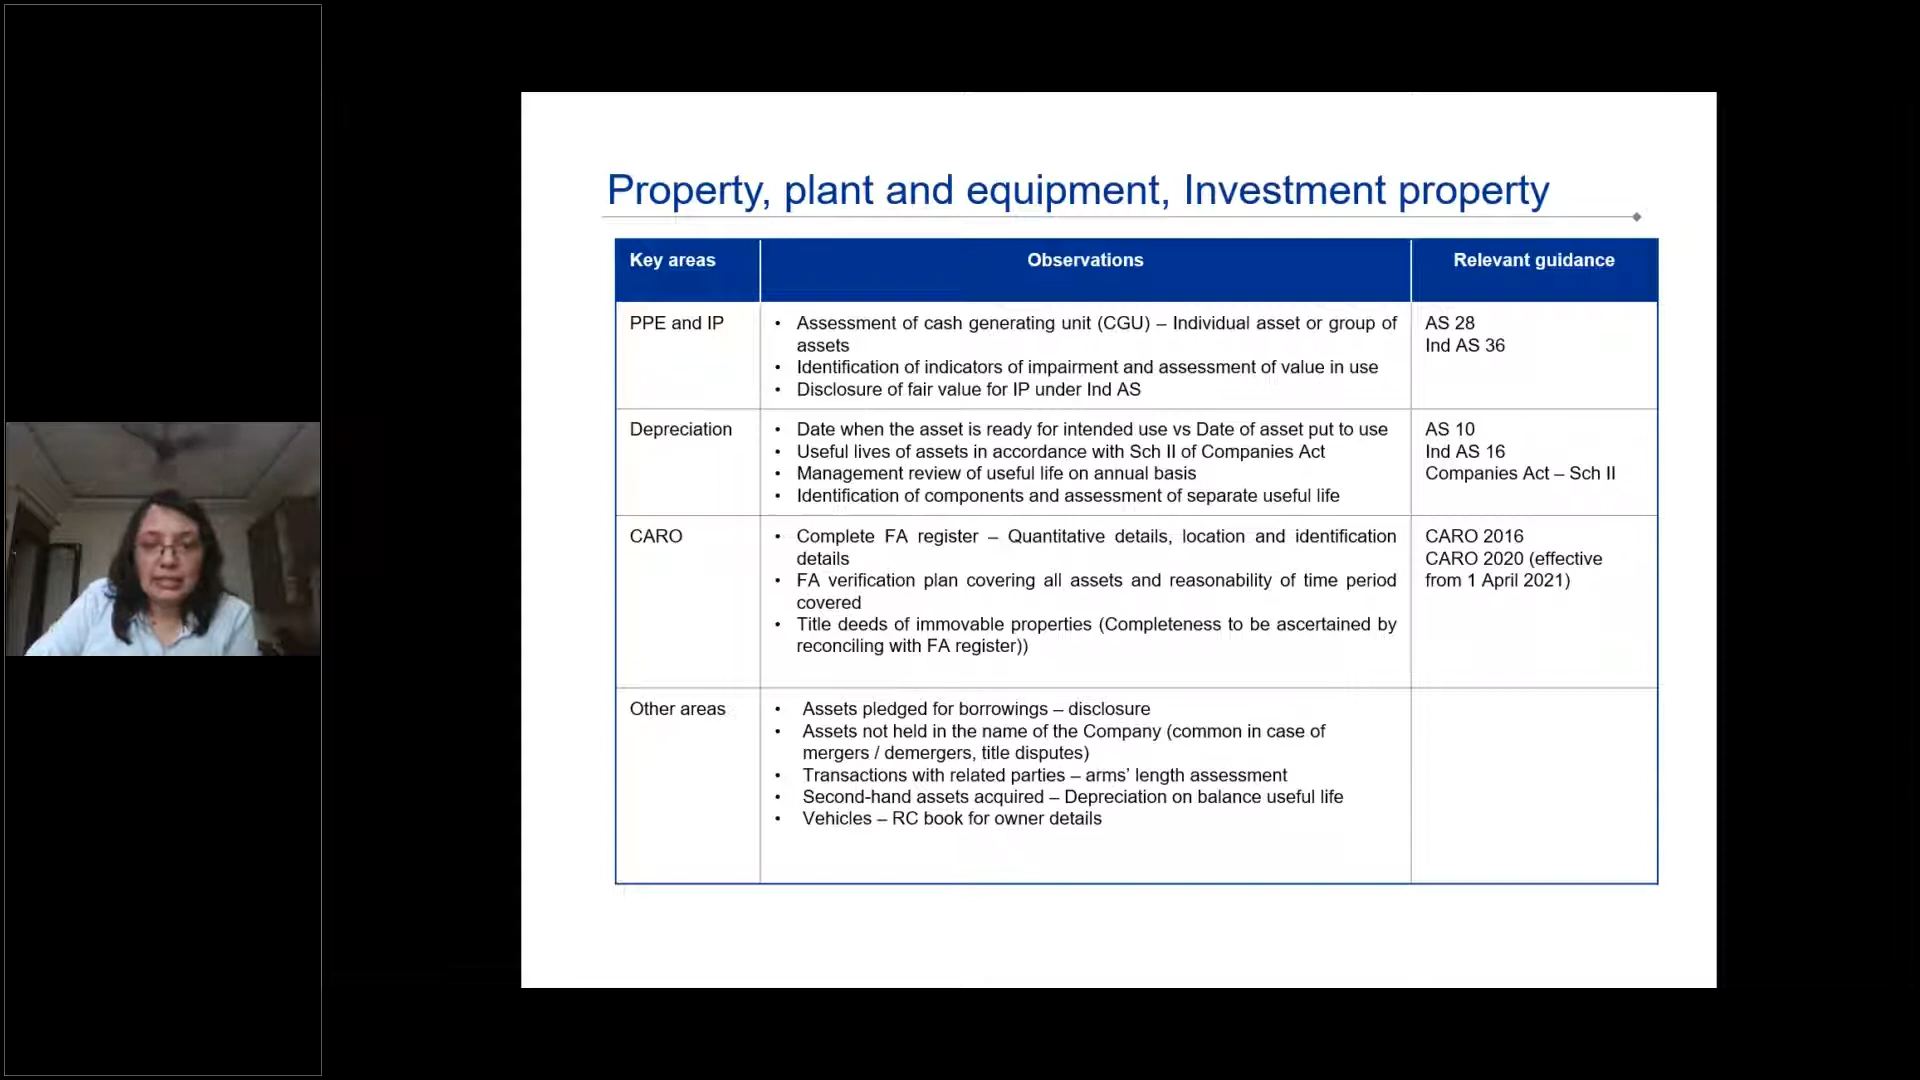 Property, plant and equipment, Investment property
Key areas
Observations
Relevant guidance
PPE and IP
• Assessment of cash generating unit (CGU) – Individual asset or group of
assets
• Identification of indicators of impairment and assessment of value in use
• Disclosure of fair value for IP under Ind AS
AS 28
Ind AS 36
Depreciation
• Date when the asset is ready for intended use vs Date of asset put to use
• Useful lives of assets in accordance with Sch II of Companies Act
• Management review of useful life on annual basis
• Identification of components and assessment of separate useful life
AS 10
Ind AS 16
Companies Act – Sch II
CARO
• Complete FA register – Quantitative details, location and identification
details
• FA verification plan covering all assets and reasonability of time period
covered
• Title deeds of immovable properties (Completeness to be ascertained by
reconciling with FA register))
CARO 2016
CARO 2020 (effective
from 1 April 2021)
Other areas
• Assets pledged for borrowings – disclosure
• Assets not held in the name of the Company (common in case of
mergers / demergers, title disputes)
• Transactions with related parties – arms’ length assessment
• Second-hand assets acquired – Depreciation on balance useful life
• Vehicles – RC book for owner details